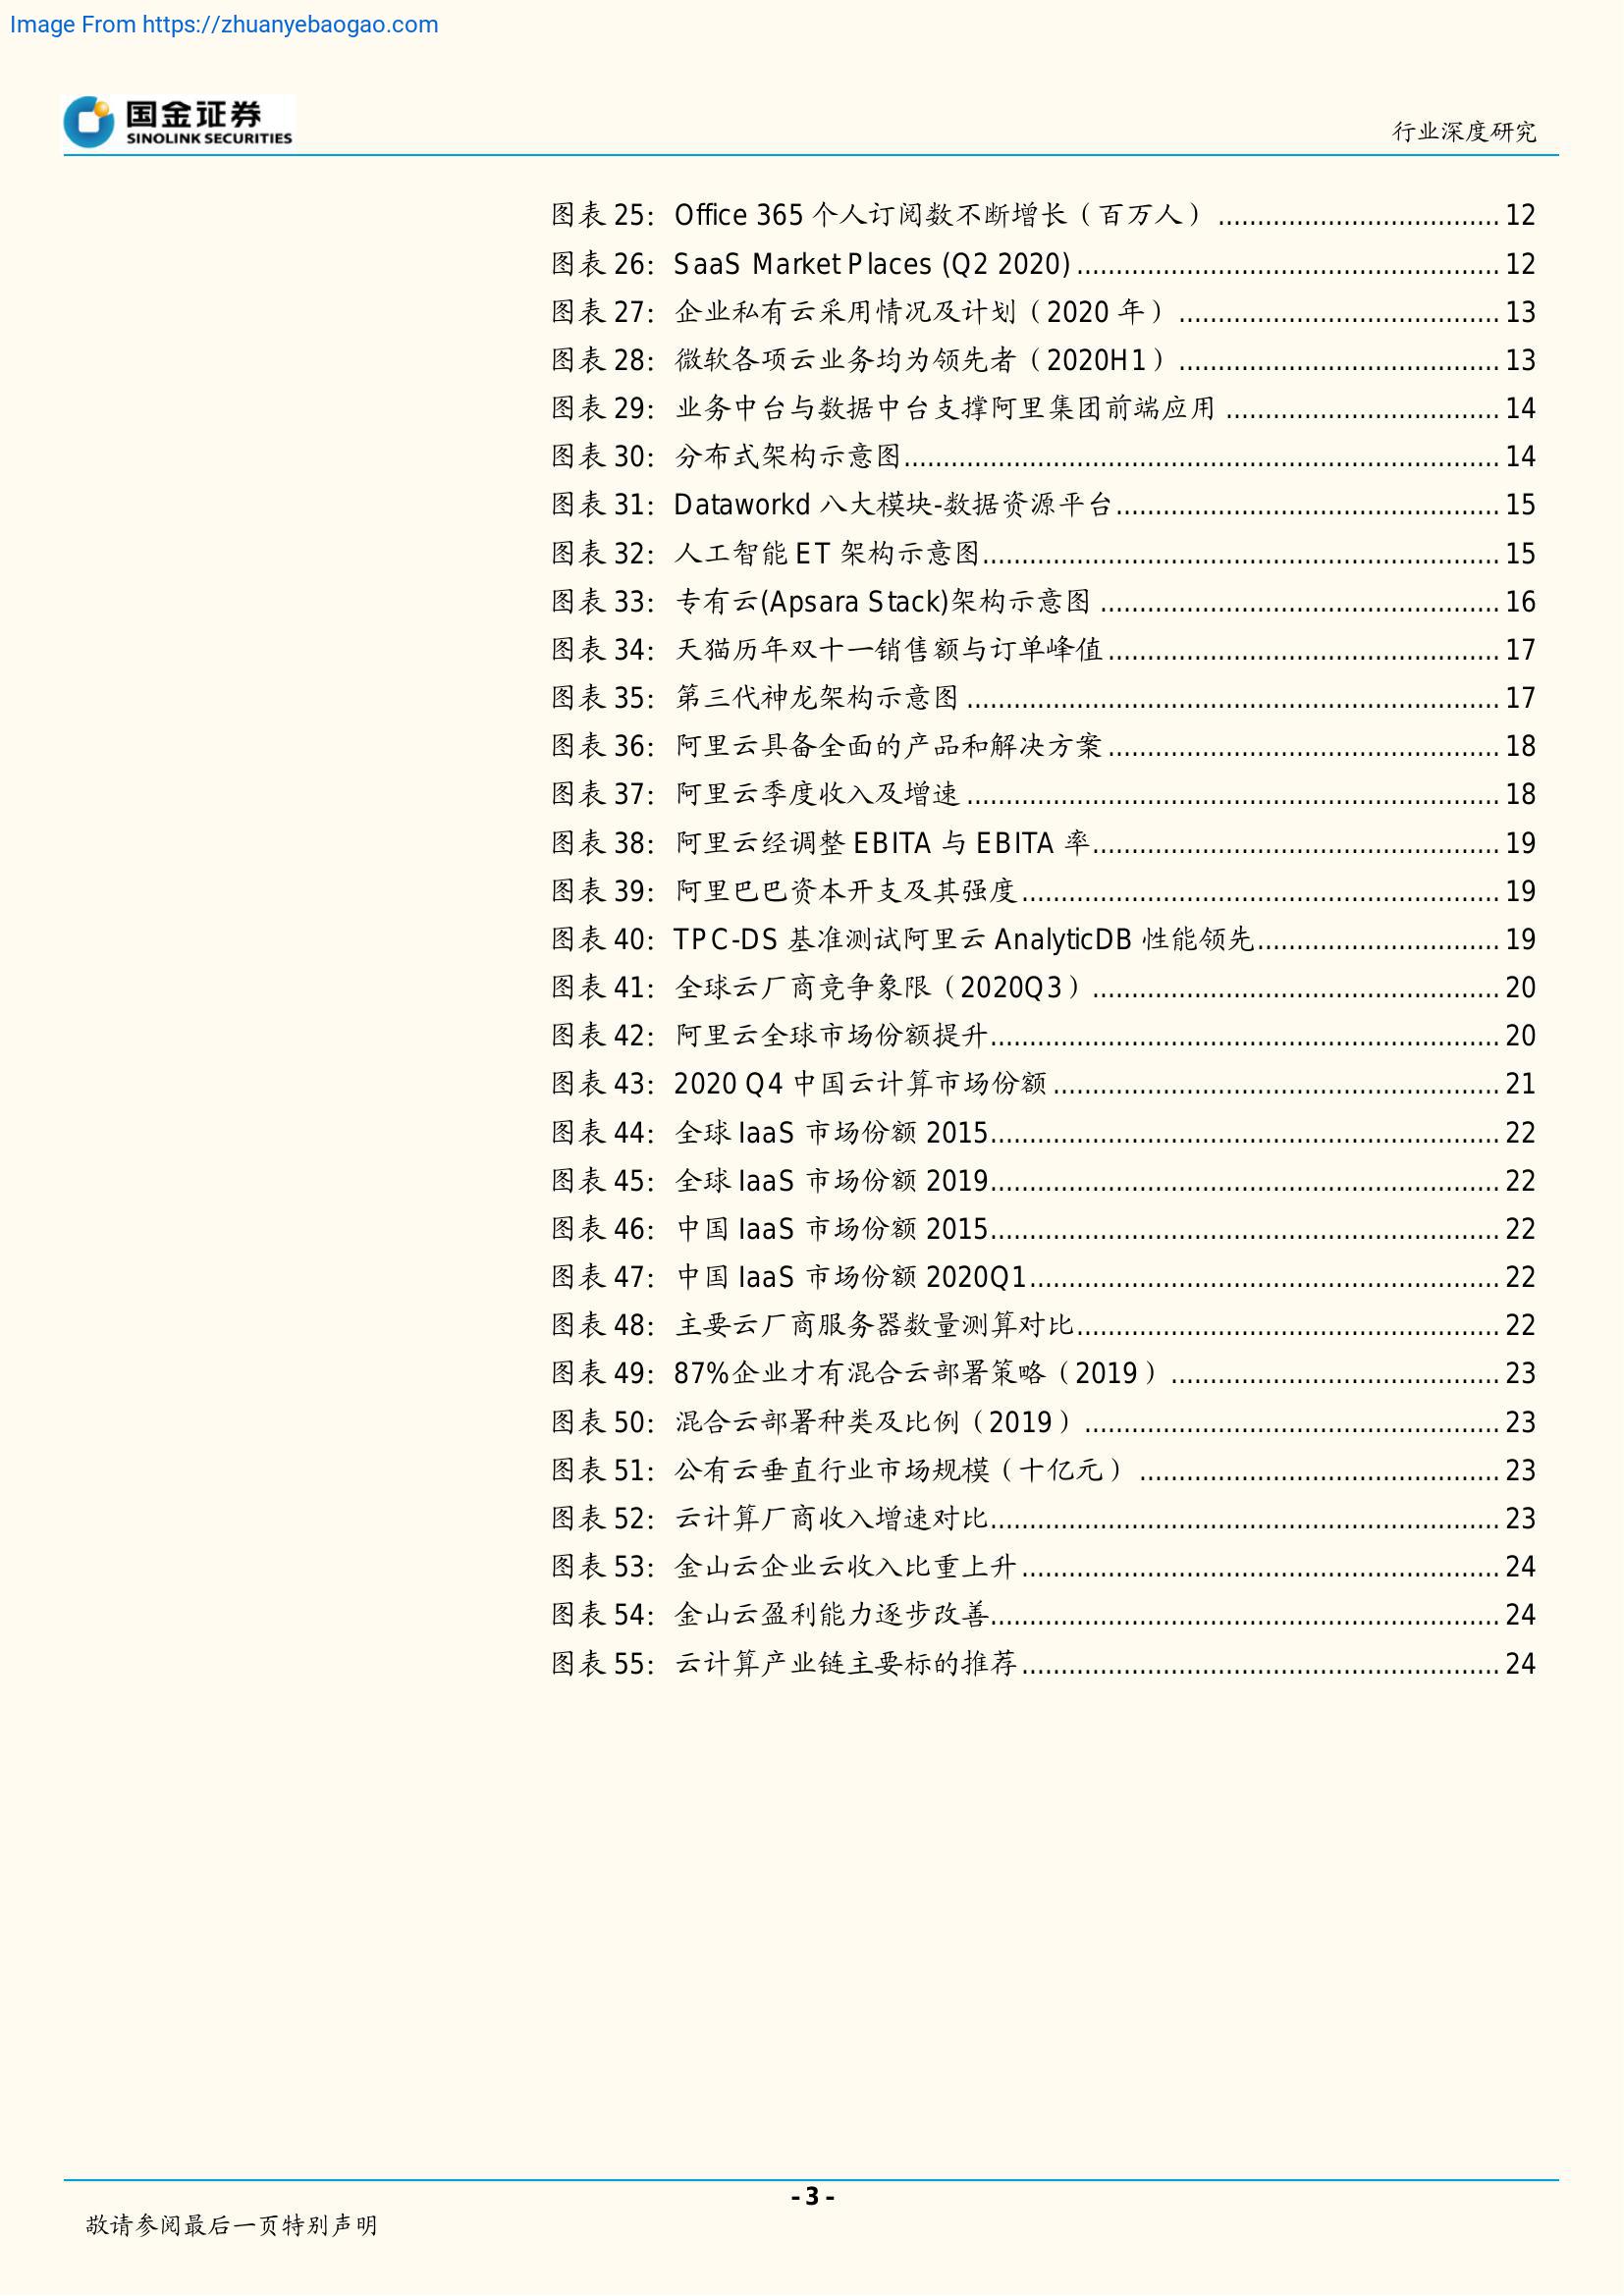 Image From https://zhuanyebaogao.com
国金证券
SINOLINK SECURITIES
行业深度研究
图表 25：Office 365 个人订阅数不断增长（百万人）....................................12
图表 26：SaaS Market Places (Q2 2020)......................................................12
图表 27：企业私有云采用情况及计划（2020 年）.........................................13
图表 28：微软各项云业务均为领先者（2020H1）.........................................13
图表 29：业务中台与数据中台支撑阿里集团前端应用...................................14
图表 30：分布式架构示意图............................................................................14
图表 31：Dataworkd 八大模块-数据资源平台.................................................15
图表 32：人工智能 ET 架构示意图..................................................................15
图表 33：专有云(Apsara Stack)架构示意图...................................................16
图表 34：天猫历年双十一销售额与订单峰值..................................................17
图表 35：第三代神龙架构示意图....................................................................17
图表 36：阿里云具备全面的产品和解决方案..................................................18
图表 37：阿里云季度收入及增速....................................................................18
图表 38：阿里云经调整 EBITA 与 EBITA 率....................................................19
图表 39：阿里巴巴资本开支及其强度.............................................................19
图表 40：TPC-DS 基准测试阿里云 AnalyticDB 性能领先...............................19
图表 41：全球云厂商竞争象限（2020Q3）....................................................20
图表 42：阿里云全球市场份额提升.................................................................20
图表 43：2020 Q4 中国云计算市场份额.........................................................21
图表 44：全球 IaaS 市场份额 2015.................................................................22
图表 45：全球 IaaS 市场份额 2019.................................................................22
图表 46：中国 IaaS 市场份额 2015.................................................................22
图表 47：中国 IaaS 市场份额 2020Q1............................................................22
图表 48：主要云厂商服务器数量测算对比......................................................22
图表 49：87%企业才有混合云部署策略（2019）..........................................23
图表 50：混合云部署种类及比例（2019）.....................................................23
图表 51：公有云垂直行业市场规模（十亿元）..............................................23
图表 52：云计算厂商收入增速对比.................................................................23
图表 53：金山云企业云收入比重上升.............................................................24
图表 54：金山云盈利能力逐步改善.................................................................24
图表 55：云计算产业链主要标的推荐.............................................................24
- 3 -
敬请参阅最后一页特别声明